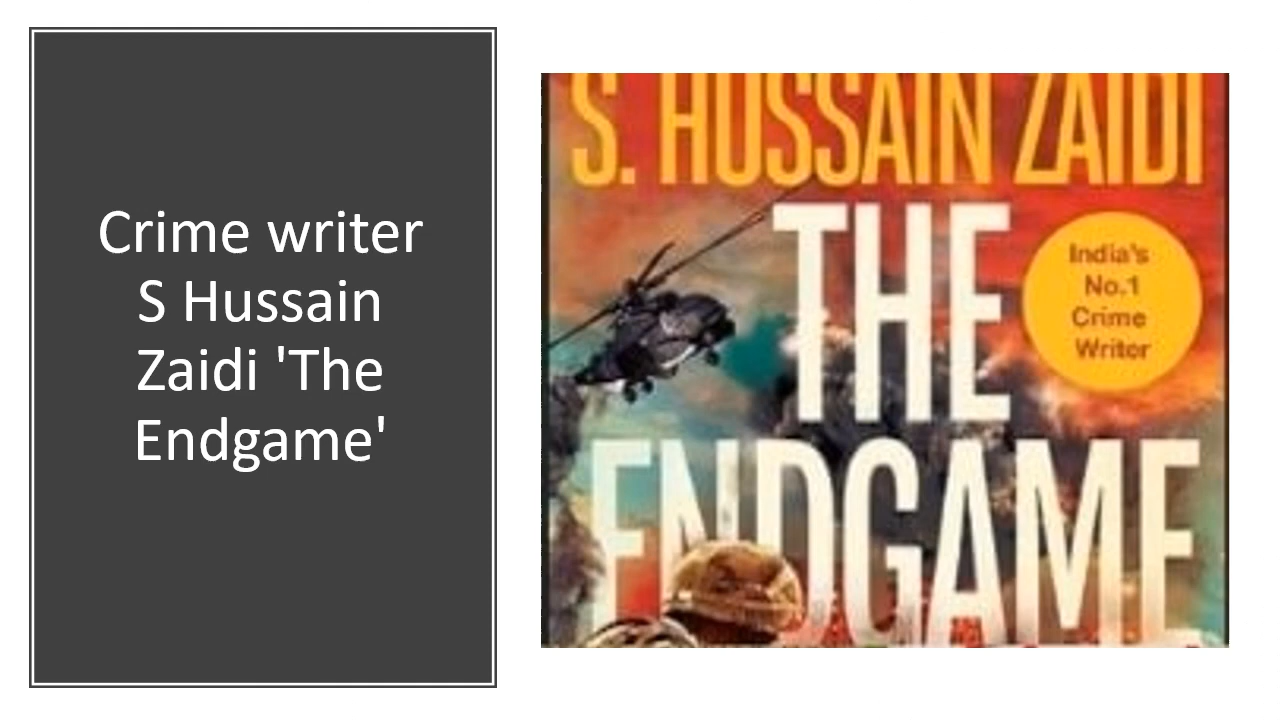 Crime writer
S Hussain
Zaidi 'The
Endgame'
S. HUSSAIN ZAIDI
THE
ENDGAME
India's
No.1
Crime
Writer